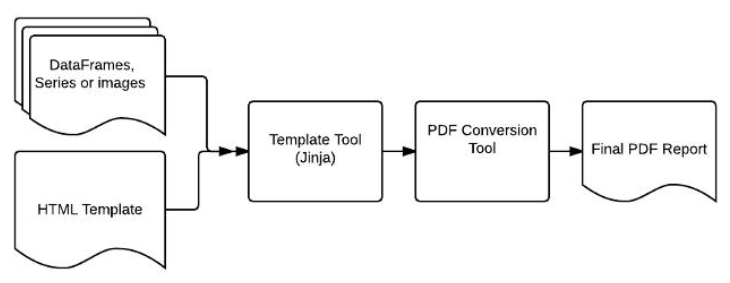 DataFrames,
Series or images
HTML Template
Template Tool
(Jinja)
PDF Conversion
Tool
Final PDF Report